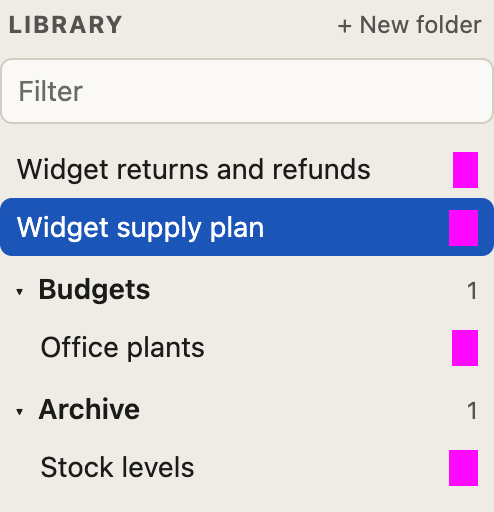 LIBRARY + New folder
Filter
Widget returns and refunds
Widget supply plan
Budgets 1
Office plants
Archive 1
Stock levels